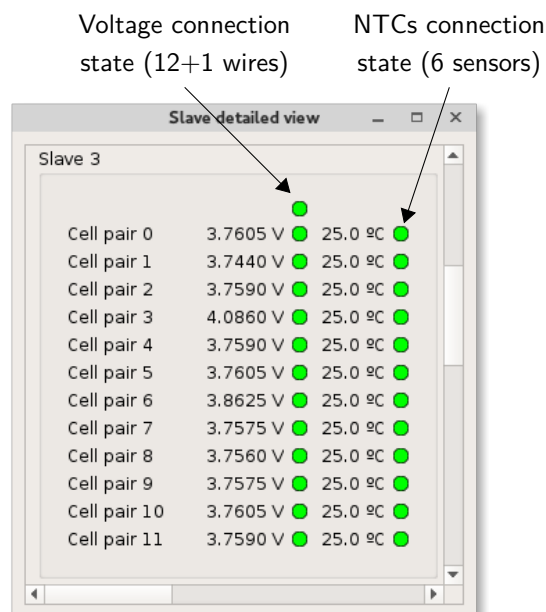 Voltage connection
state (12+1 wires)
NTCs connection
state (6 sensors)
Slave detailed view
Slave 3
Cell pair 0 3.7605 V 25.0 ºC
Cell pair 1 3.7440 V 25.0 ºC
Cell pair 2 3.7590 V 25.0 ºC
Cell pair 3 4.0860 V 25.0 ºC
Cell pair 4 3.7590 V 25.0 ºC
Cell pair 5 3.7605 V 25.0 ºC
Cell pair 6 3.8625 V 25.0 ºC
Cell pair 7 3.7575 V 25.0 ºC
Cell pair 8 3.7560 V 25.0 ºC
Cell pair 9 3.7575 V 25.0 ºC
Cell pair 10 3.7605 V 25.0 ºC
Cell pair 11 3.7590 V 25.0 ºC